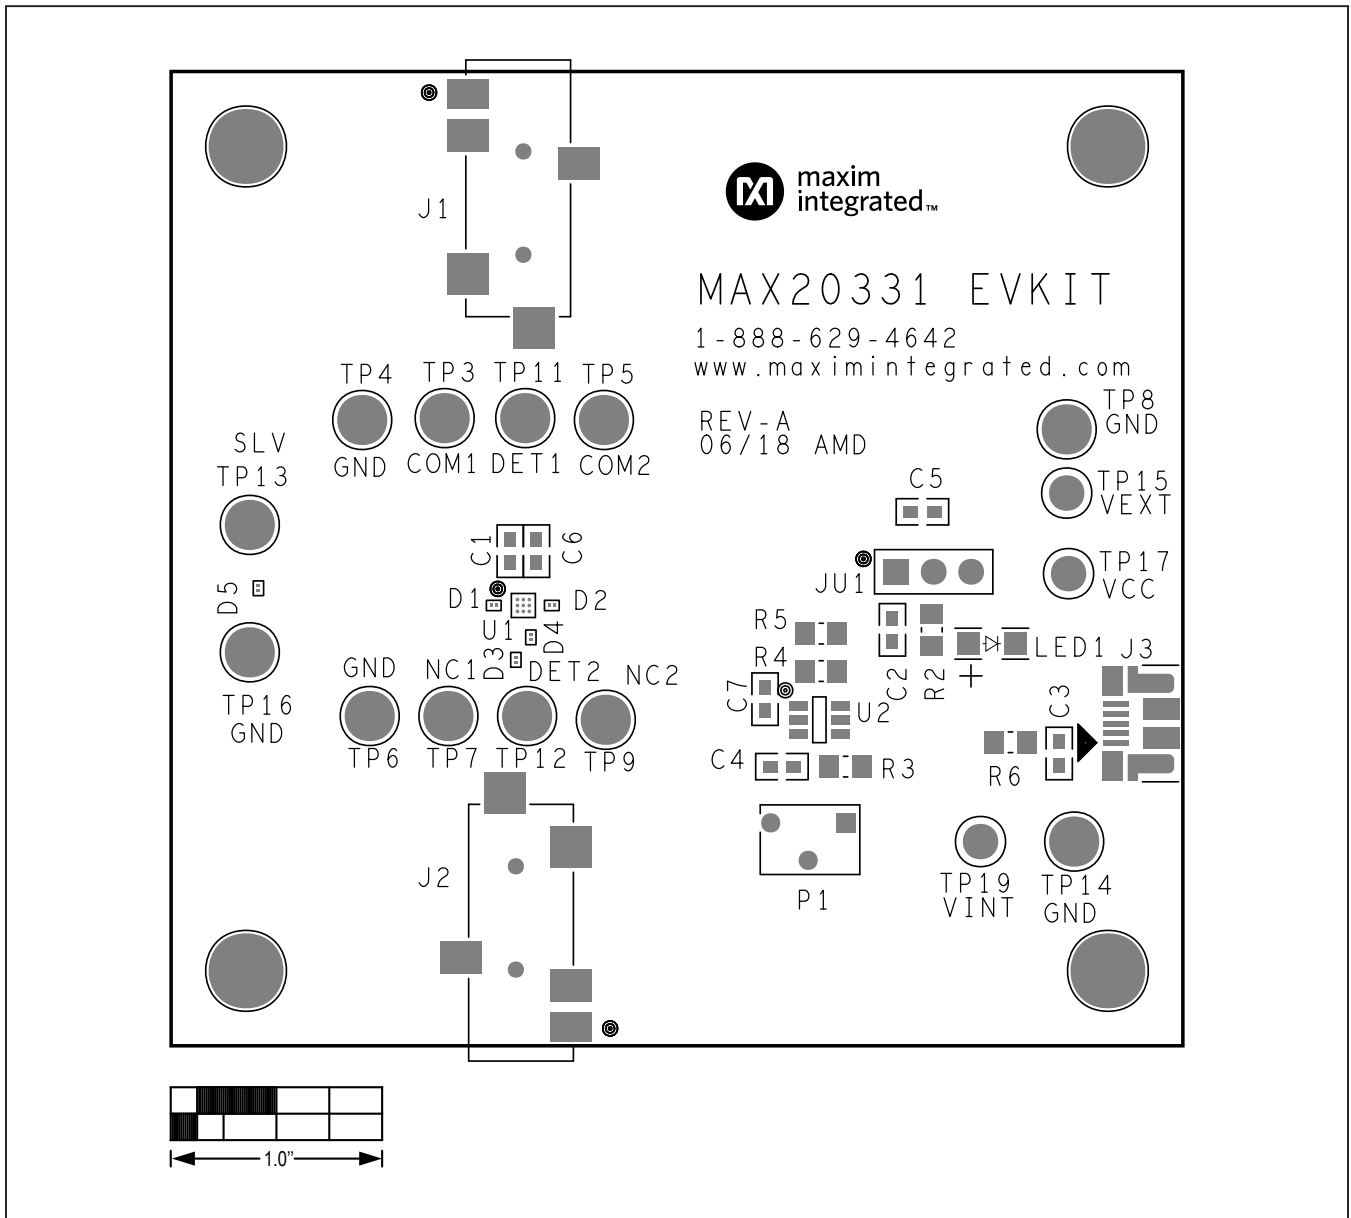 maxim
integrated™
J1
MAX20331 EVKIT
1-888-629-4642
www.maximintegrated.com
TP4
TP3
TP11
TP5
TP8
GND
REV-A
06/18 AMD
SLV
TP13
GND
COM1
DET1
COM2
TP15
VEXT
C5
C1
C6
TP17
VCC
JU1
D5
D1
D2
U1
D4
D3
R5
R4
C2
R2
LED1
+
J3
GND
NC1
DET2
NC2
C7
U2
C3
TP16
GND
TP6
TP7
TP12
TP9
C4
R3
R6
J2
P1
TP19
VINT
TP14
GND
1.0"